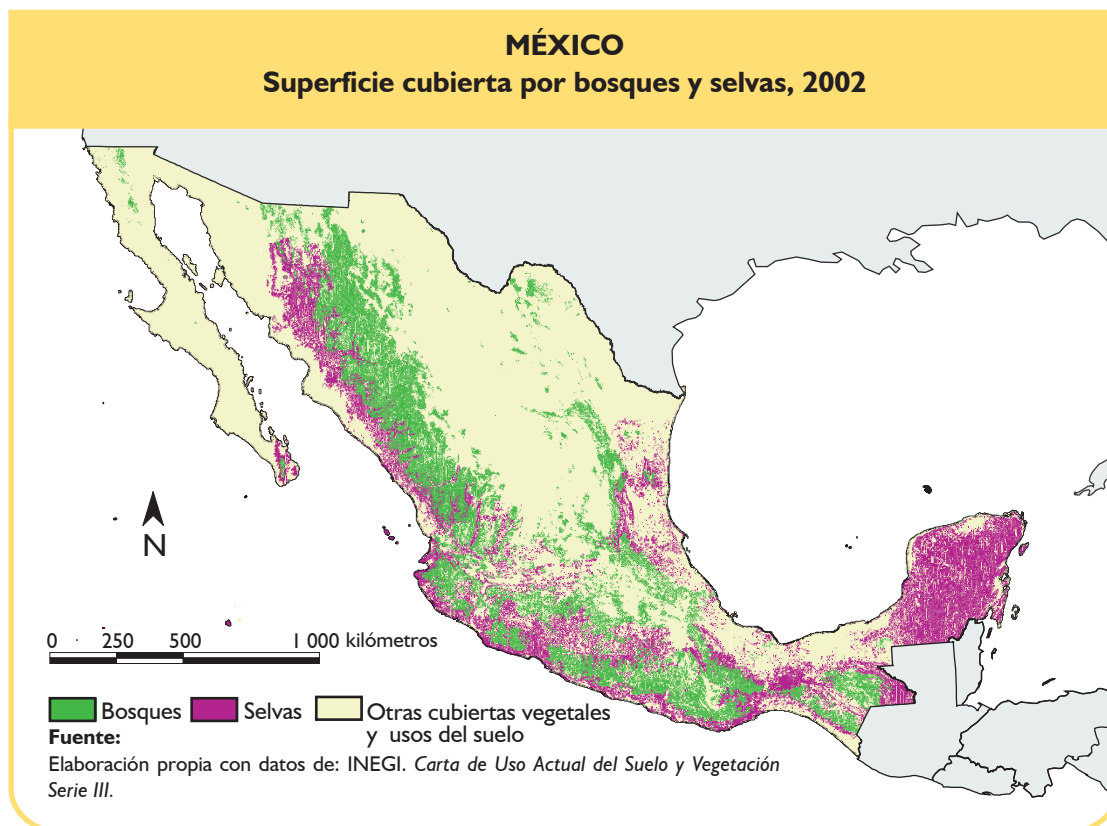 MÉXICO
Superficie cubierta por bosques y selvas, 2002
N
0 250 500 1 000 kilómetros
Bosques Selvas Otras cubiertas vegetales
y usos del suelo
Fuente:
Elaboración propia con datos de: INEGI. Carta de Uso Actual del Suelo y Vegetación
Serie III.